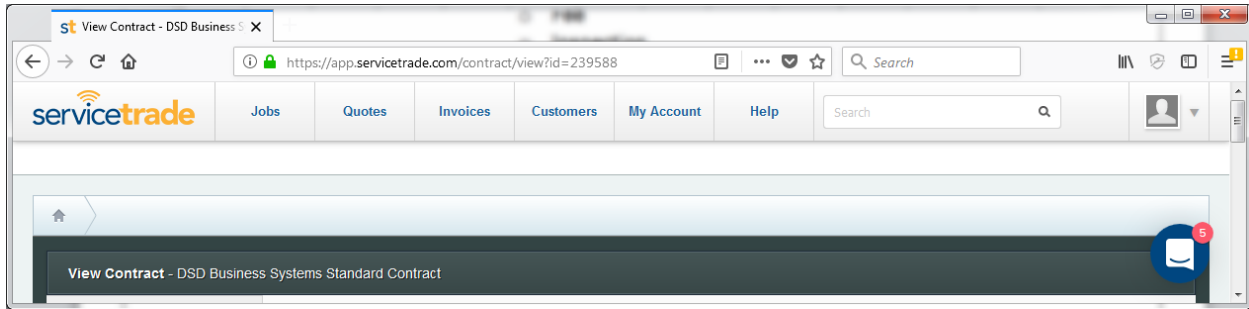 st View Contract - DSD Business S
https://app.servicetrade.com/contract/view?id=239588
Search
servicetrade
Jobs
Quotes
Invoices
Customers
My Account
Help
Search
5
View Contract - DSD Business Systems Standard Contract